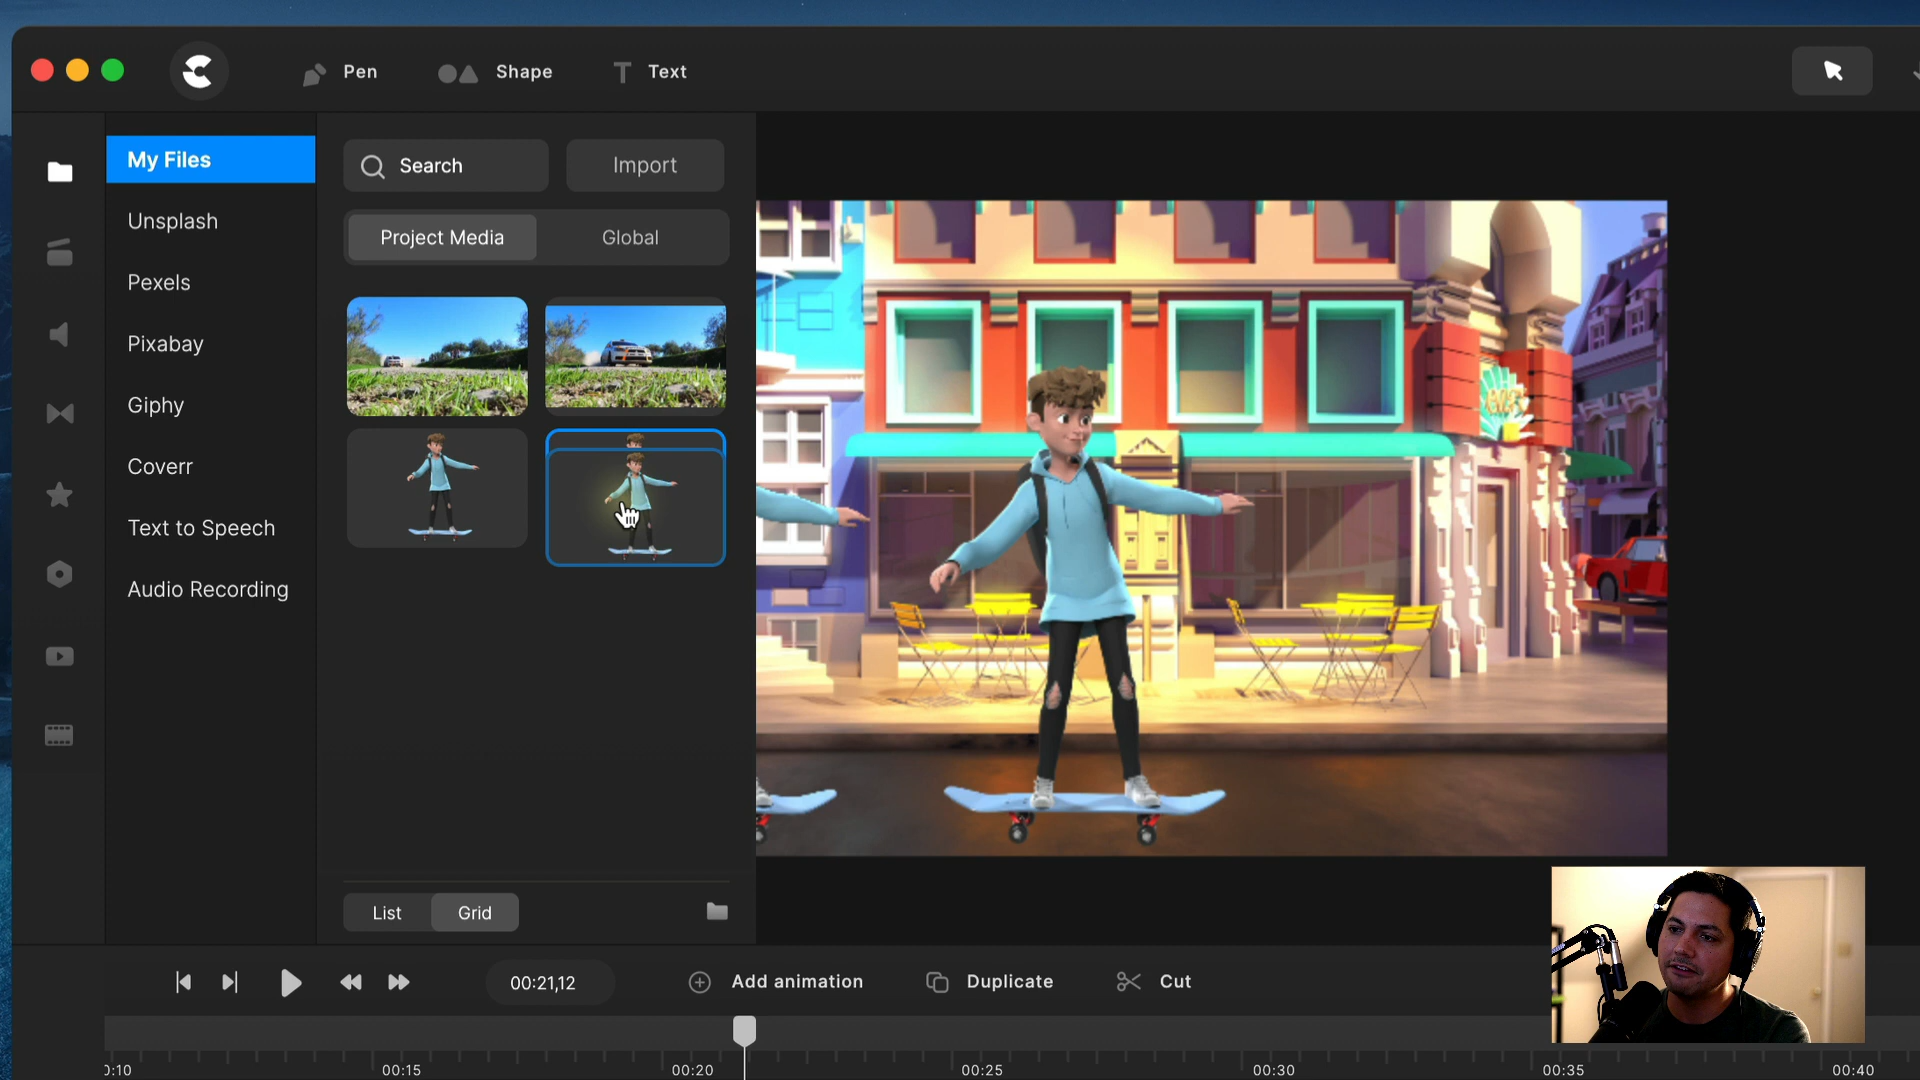 Pen
Shape
Text
My Files
Unsplash
Pexels
Pixabay
Giphy
Coverr
Text to Speech
Audio Recording
Search
Import
Project Media
Global
List
Grid
00:21,12
Add animation
Duplicate
Cut
0:10
00:15
00:20
00:25
00:30
00:35
00:40